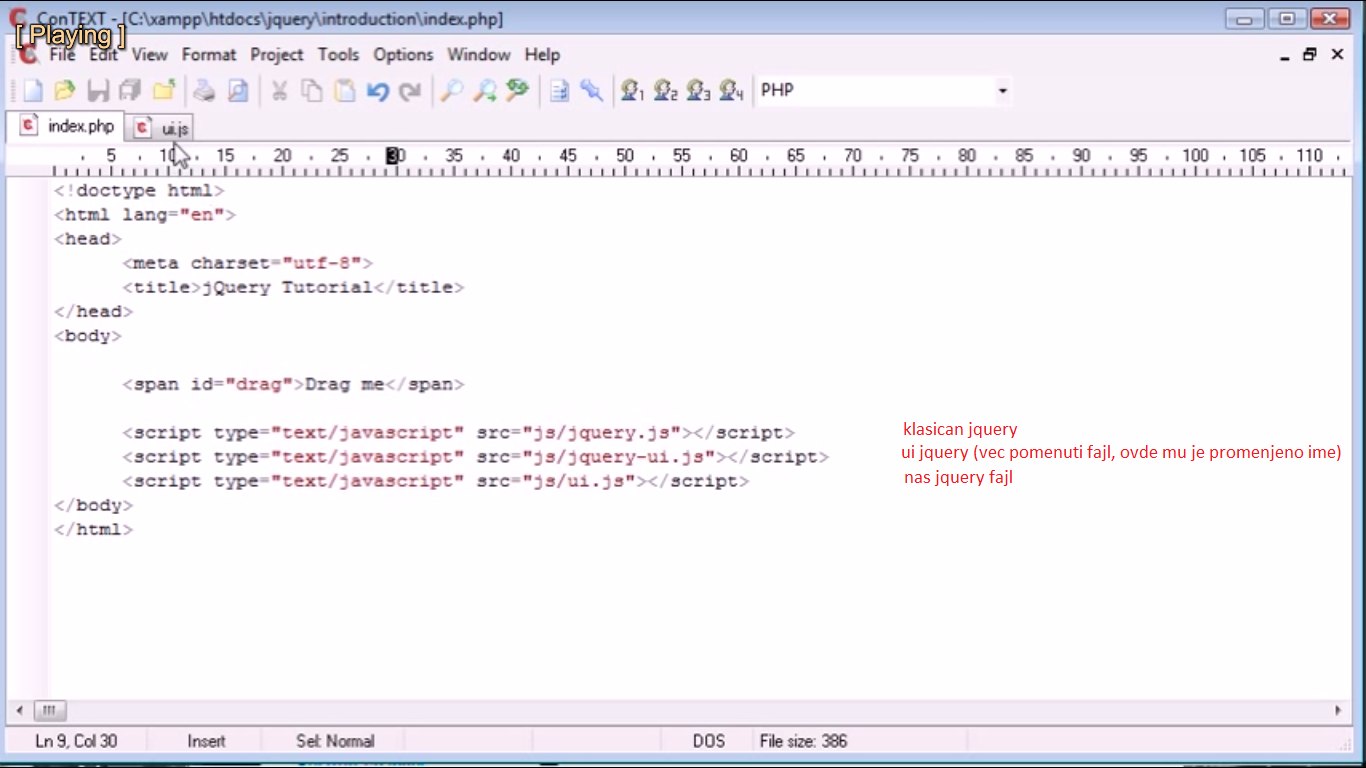 ConTEXT - [C:\xampp\htdocs\jquery\introduction\index.php]
[ Playing ]
File Edit View Format Project Tools Options Window Help
1 2 3 4 PHP
index.php ui.js
5 10 15 20 25 30 35 40 45 50 55 60 65 70 75 80 85 90 95 100 105 110
<!doctype html>
<html lang="en">
<head>
<meta charset="utf-8">
<title>jQuery Tutorial</title>
</head>
<body>
<span id="drag">Drag me</span>
<script type="text/javascript" src="js/jquery.js"></script> klasican jquery
<script type="text/javascript" src="js/jquery-ui.js"></script> ui jquery (vec pomenuti fajl, ovde mu je promenjeno ime)
<script type="text/javascript" src="js/ui.js"></script> nas jquery fajl
</body>
</html>
Ln 9, Col 30 Insert Sel: Normal DOS File size: 386